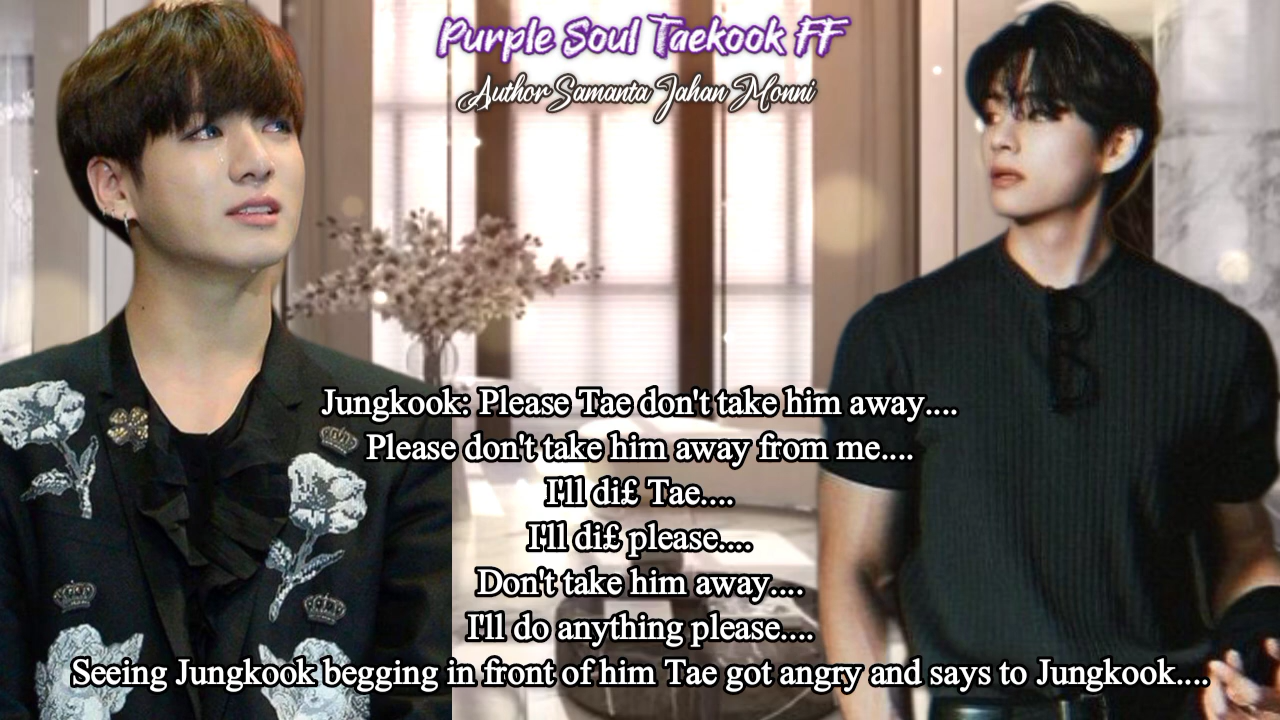 Purple Soul Taekook FF
Author Samanta Jahan Monni
Jungkook: Please Tae don't take him away....
Please don't take him away from me....
I'll di£ Tae....
I'll di£ please....
Don't take him away....
I'll do anything please....
Seeing Jungkook begging in front of him Tae got angry and says to Jungkook....